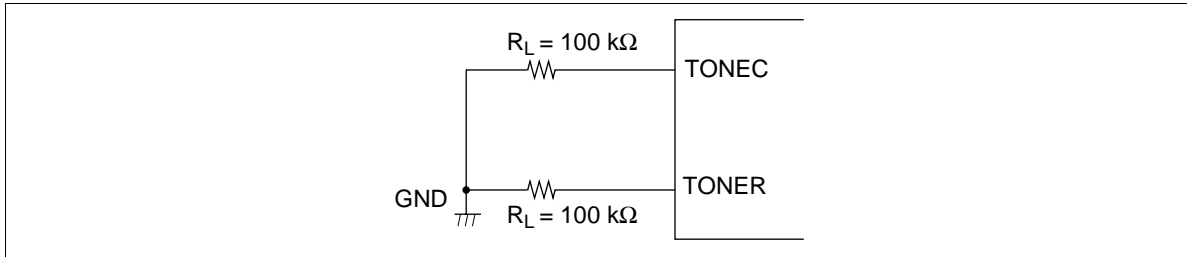 R_L = 100 kΩ
TONEC
TONER
GND
R_L = 100 kΩ